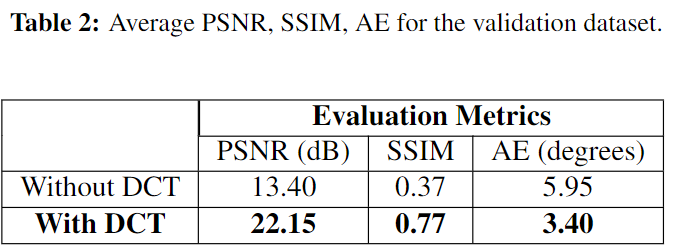 Table 2: Average PSNR, SSIM, AE for the validation dataset.
Evaluation Metrics
PSNR (dB) SSIM AE (degrees)
Without DCT 13.40 0.37 5.95
With DCT 22.15 0.77 3.40